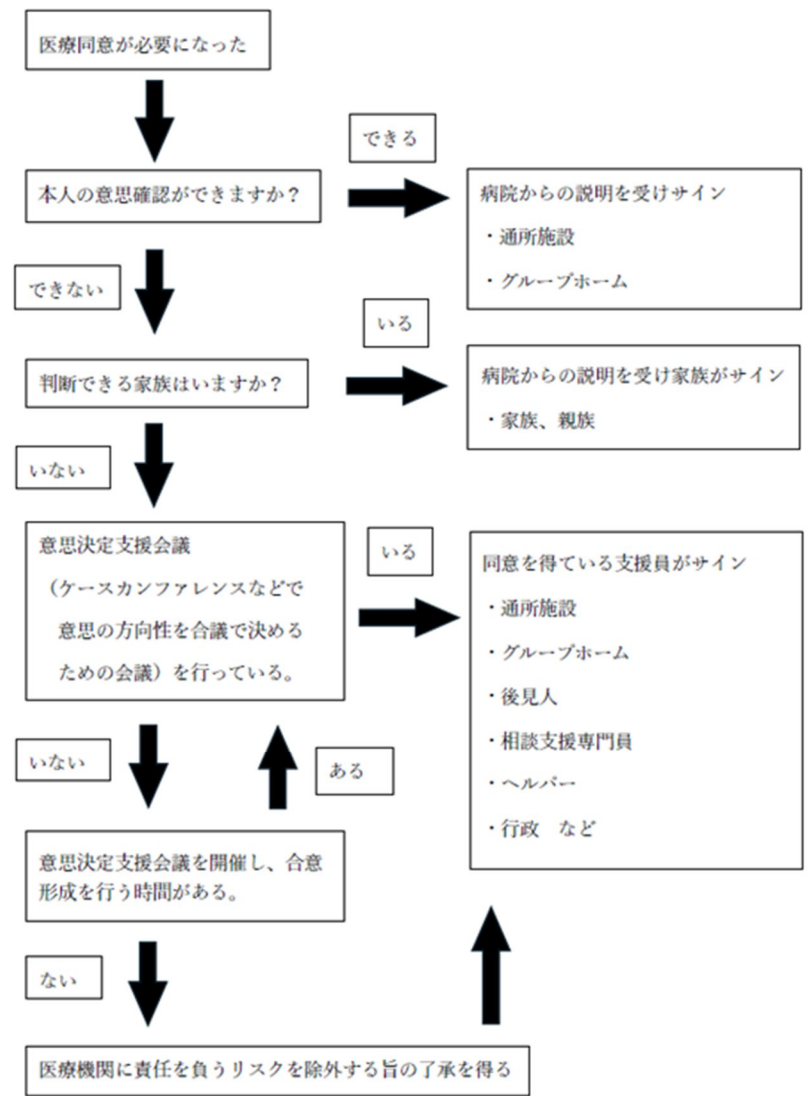 医療同意が必要になった
できる
本人の意思確認ができますか？
病院からの説明を受けサイン
・通所施設
・グループホーム
できない
いる
判断できる家族はいますか？
病院からの説明を受け家族がサイン
・家族、親族
いない
意思決定支援会議
（ケースカンファレンスなどで
意思の方向性を合議で決める
ための会議）を行っている。
いる
同意を得ている支援員がサイン
・通所施設
・グループホーム
・後見人
・相談支援専門員
・ヘルパー
・行政　など
いない
ある
意思決定支援会議を開催し、合意
形成を行う時間がある。
ない
医療機関に責任を負うリスクを除外する旨の了承を得る